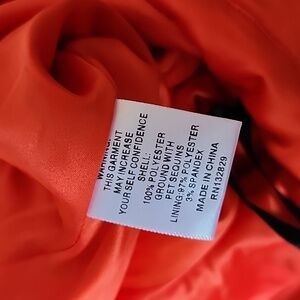 WARNING:
THIS GARMENT
MAY INCREASE
YOUR SELF CONFIDENCE
SHELL:
100% POLYESTER
GROUND WITH
PET SEQUINS
LINING: 97% POLYESTER
3% SPANDEX
MADE IN CHINA
RN132829